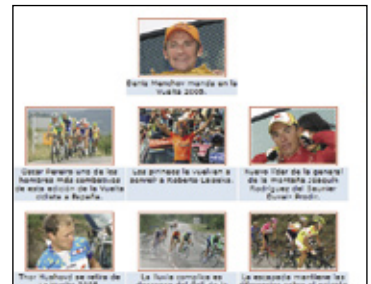 Denis Menchov manda en la
Vuelta 2005.
Oscar Pereiro uno de los
hombres más combativos
de esta edición de la Vuelta
ciclista a España.
Los pirineos le vuelven a
sonreír a Roberto Laiseka.
Nuevo líder de la general
de la montaña Joaquim
Rodríguez del Saunier
Duval Prodir.
Thor Hushovd se retira de
La lluvia complica
La escapada mantiene las